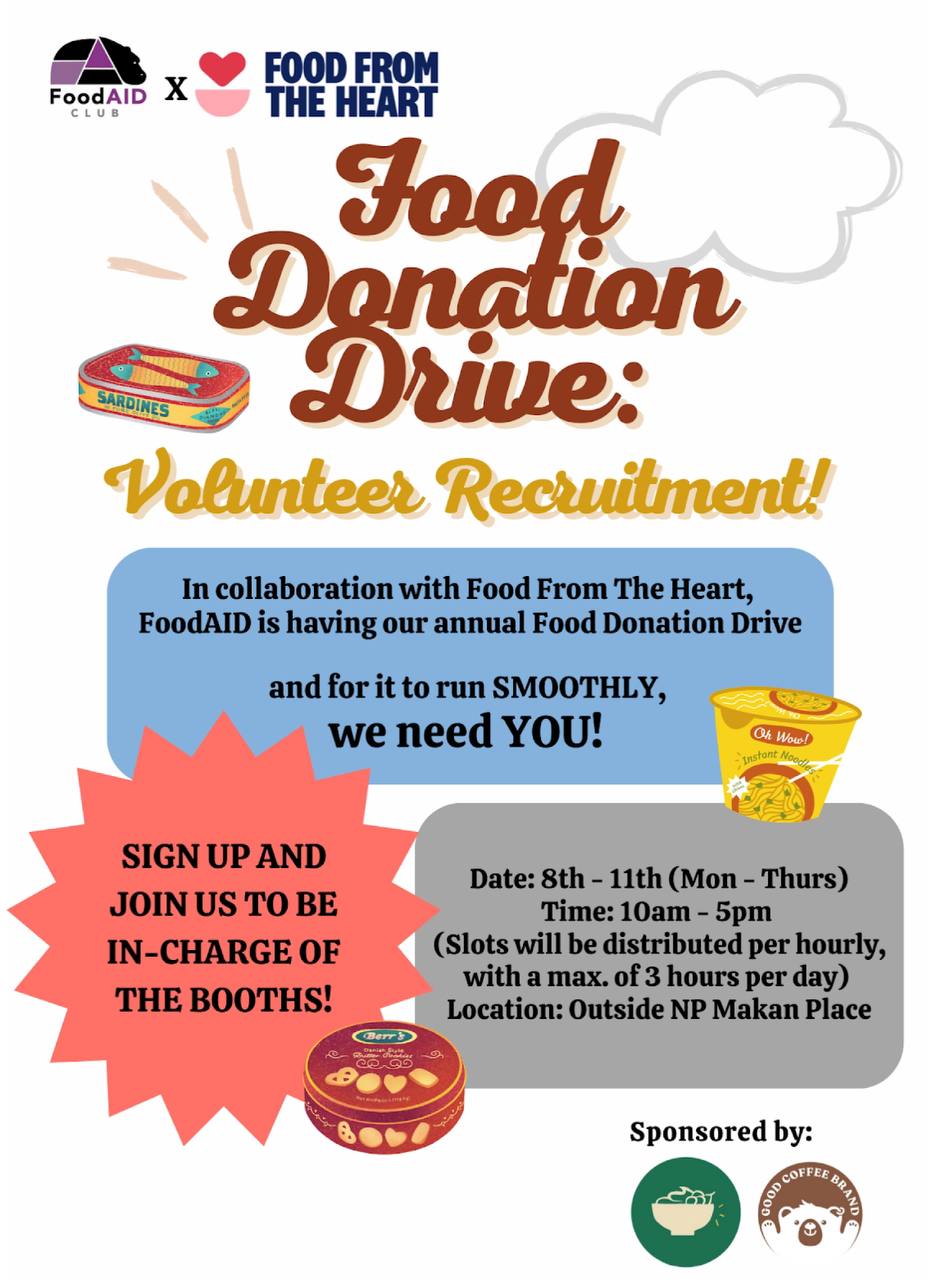 FoodAID
CLUB
X
FOOD FROM
THE HEART
Food
Donation
Drive:
SARDINES
Volunteer Recruitment!
In collaboration with Food From The Heart,
FoodAID is having our annual Food Donation Drive
and for it to run SMOOTHLY,
we need YOU!
Oh Wow!
Instant Noodles
SIGN UP AND
JOIN US TO BE
IN-CHARGE OF
THE BOOTHS!
Date: 8th - 11th (Mon - Thurs)
Time: 10am - 5pm
(Slots will be distributed per hourly,
with a max. of 3 hours per day)
Location: Outside NP Makan Place
Berr's
Danish Style
Butter Cookies
Sponsored by:
GOOD COFFEE BRAND